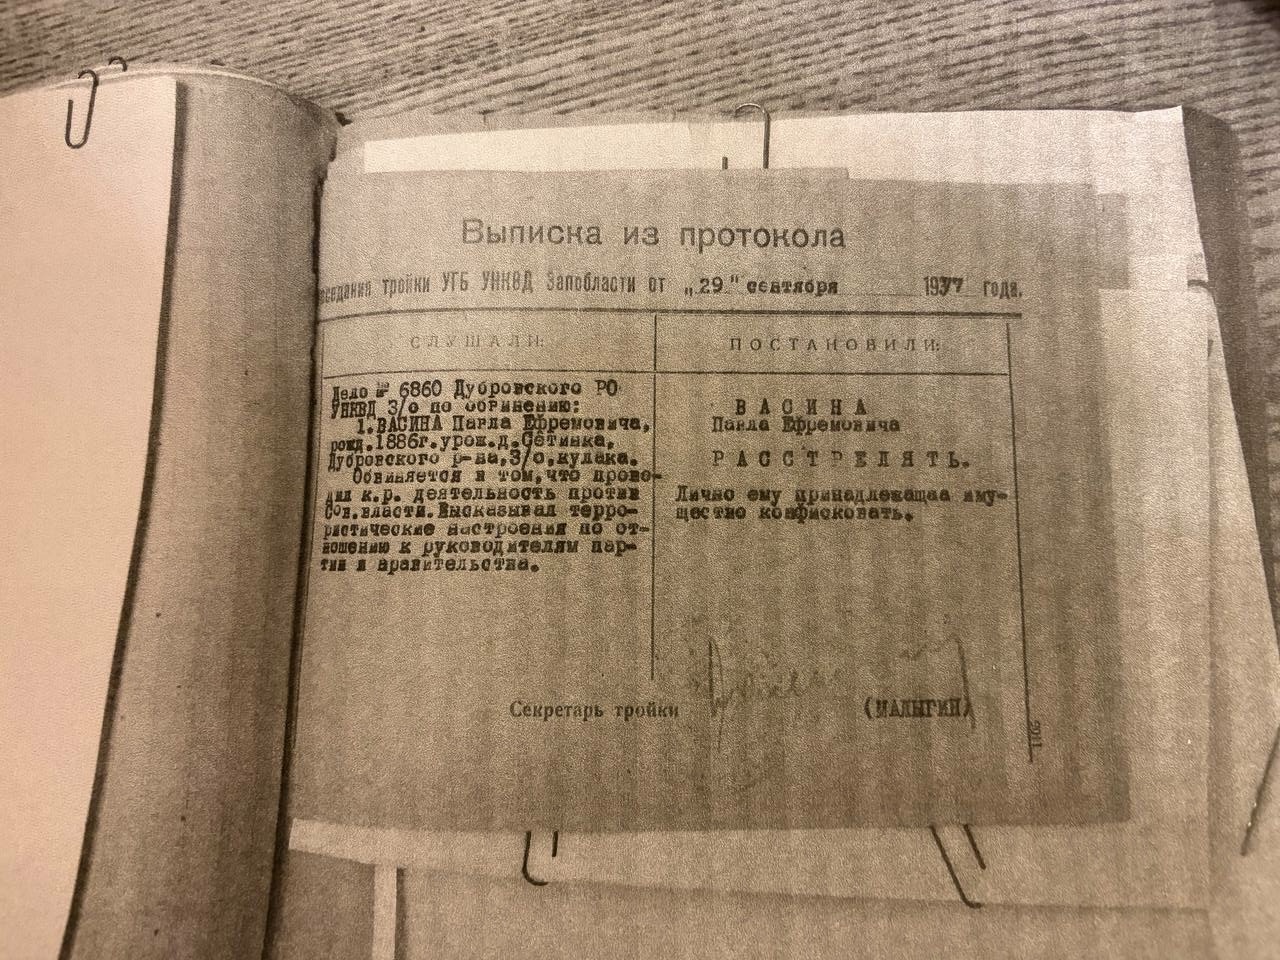 Выписка из протокола
заседания тройки УГБ УНКВД Запобласти от „29" сентября 1937 года.
СЛУШАЛИ:
Дело № 6860 Дубровского РО
УНКВД З/о по обвинению:
1.ВАСИНА Павла Ефремовича,
рожд.1886г.урож.д.Сетинка,
Дубровского р-на,З/о,кулака.
Обвиняется в том,что прово-
дил к.р. деятельность против
Сов.власти.Высказывал терро-
ристические настроения по от-
ношению к руководителям пар-
тии и правительства.
ПОСТАНОВИЛИ:
ВАСИНА
Павла Ефремовича
РАССТРЕЛЯТЬ.
Лично ему принадлежащее иму-
щество конфисковать.
Секретарь тройки (МАЛЫГИН)